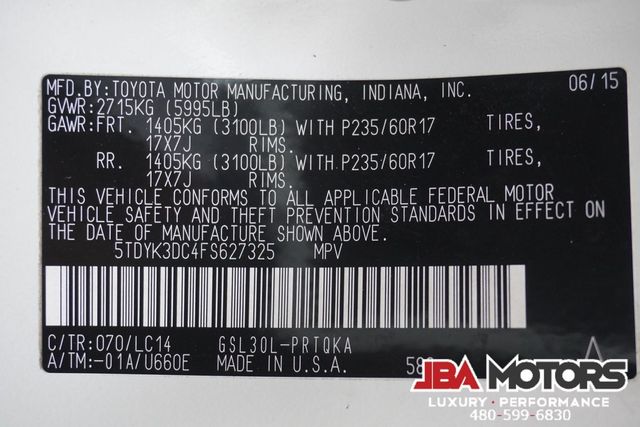 MFD.BY:TOYOTA MOTOR MANUFACTURING, INDIANA, INC. 06/15
GVWR:2715KG (5995LB)
GAWR:FRT. 1405KG (3100LB) WITH P235/60R17 TIRES,
17X7J RIMS.
RR. 1405KG (3100LB) WITH P235/60R17 TIRES,
17X7J RIMS.
THIS VEHICLE CONFORMS TO ALL APPLICABLE FEDERAL MOTOR
VEHICLE SAFETY AND THEFT PREVENTION STANDARDS IN EFFECT ON
THE DATE OF MANUFACTURE SHOWN ABOVE.
5TDYK3DC4FS627325 MPV
C/TR:070/LC14 GSL30L-PRTQKA
A/TM:-01A/U660E MADE IN U.S.A. A
JBA MOTORS
LUXURY · PERFORMANCE
480-599-6830